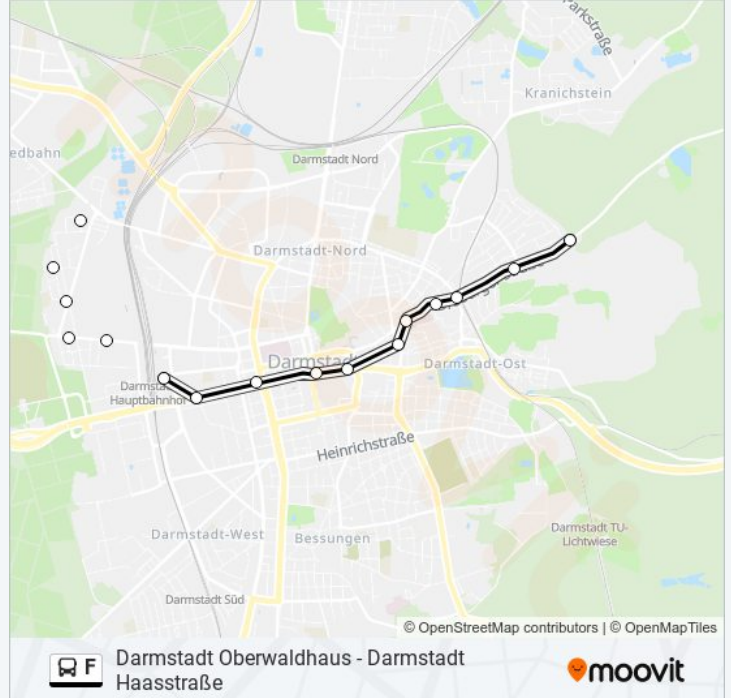 Parkstraße
Kranichstein
edbahn
Darmstadt Nord
Darmstadt-Nord
Darmstadt
Darmstadt-Ost
Darmsta
Hauptbahnhof
Heinrichstraße
Darmstadt-West
Bessungen
Darmstadt TU-
Lichtwiese
Darmstadt Süd
© OpenStreetMap contributors | © OpenMapTiles
F
Darmstadt Oberwaldhaus - Darmstadt
Haasstraße
moovit